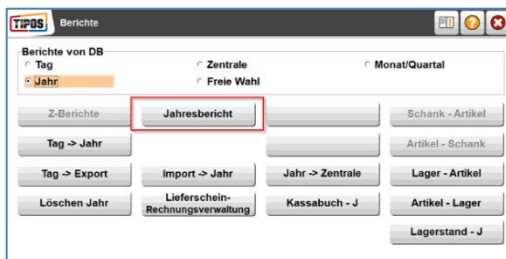 TiPOS Berichte
Berichte von DB
Tag Zentrale Monat/Quartal
Jahr Freie Wahl
Z-Berichte Jahresbericht Schank - Artikel
Tag -> Jahr Artikel - Schank
Tag -> Export Import -> Jahr Jahr -> Zentrale Lager - Artikel
Löschen Jahr Lieferschein-
Rechnungsverwaltung Kassabuch - J Artikel - Lager
Lagerstand - J